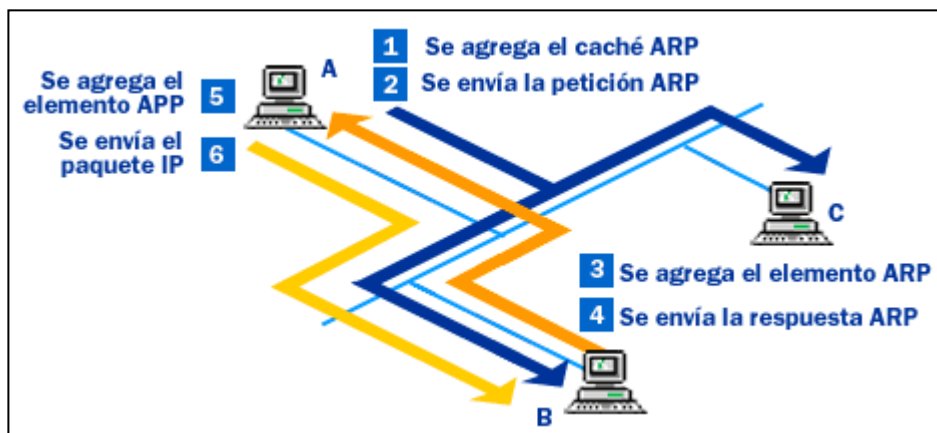 1 Se agrega el caché ARP
2 Se envía la petición ARP
A
Se agrega el
elemento APP 5
Se envía el
paquete IP 6
C
3 Se agrega el elemento ARP
4 Se envía la respuesta ARP
B